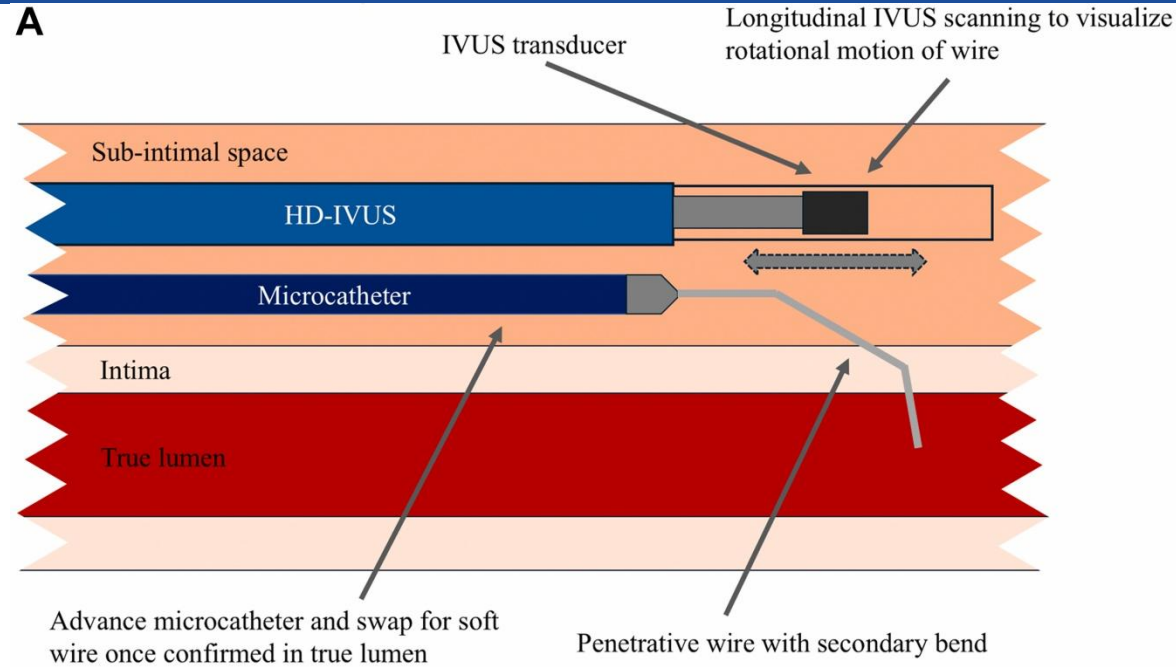 A
Longitudinal IVUS scanning to visualize
rotational motion of wire
IVUS transducer
Sub-intimal space
HD-IVUS
Microcatheter
Intima
True lumen
Advance microcatheter and swap for soft
wire once confirmed in true lumen
Penetrative wire with secondary bend